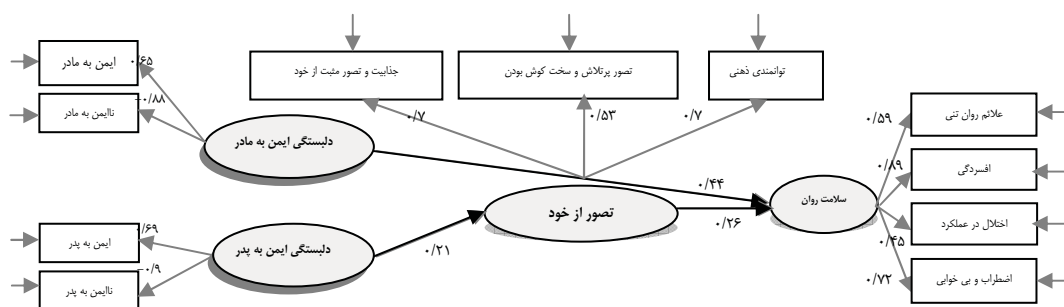 ایمن به مادر
۰/۶۵
ناایمن به مادر
-۰/۸۸
جذابیت و تصور مثبت از خود
۰/۷
تصور پرتلاش و سخت کوش بودن
۰/۵۳
توانمندی ذهنی
۰/۷
دلبستگی ایمن به مادر
۰/۴۴
تصور از خود
۰/۲۶
سلامت روان
دلبستگی ایمن به پدر
۰/۲۱
ایمن به پدر
۰/۶۹
ناایمن به پدر
-۰/۹
علائم روان تنی
۰/۵۹
افسردگی
۰/۸۹
اختلال در عملکرد
۰/۴۵
اضطراب و بی خوابی
۰/۷۲